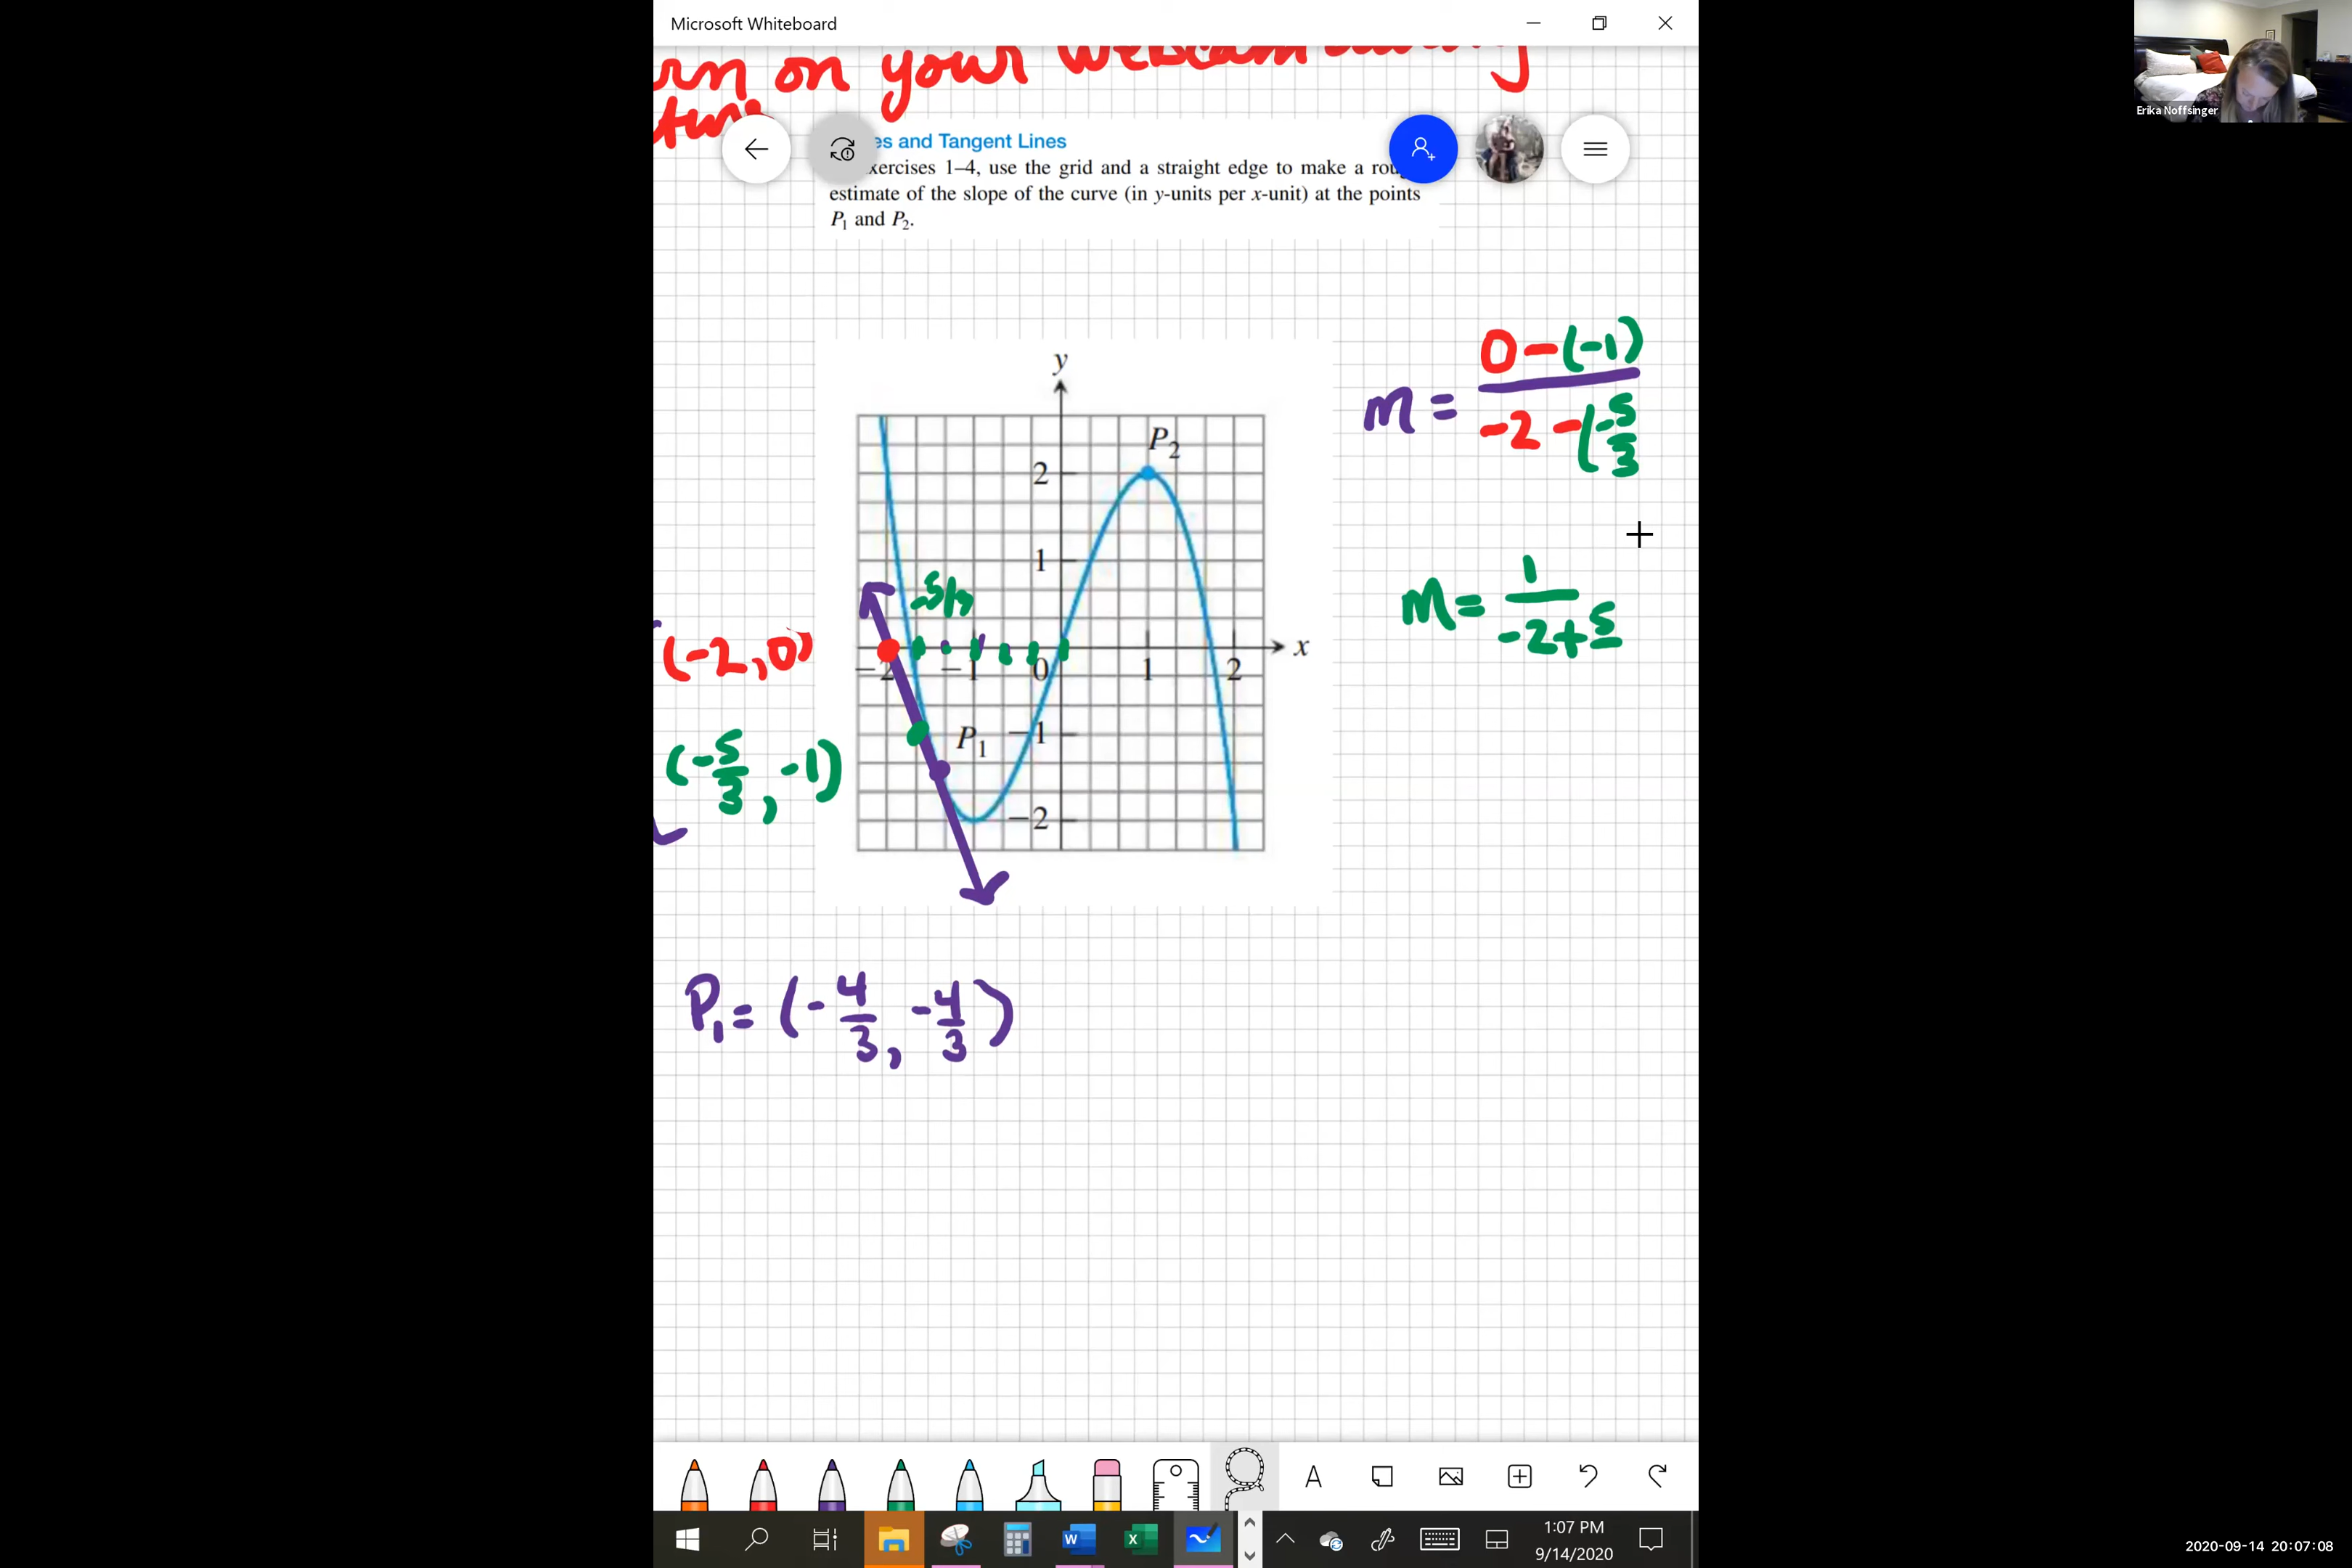 Microsoft Whiteboard
on your
Erika Noffsinger
es and Tangent Lines
xercises 1–4, use the grid and a straight edge to make a
estimate of the slope of the curve (in y-units per x-unit) at the points
P1 and P2.
y
x
P2
P1
2
1
-1
-2
-2
-1
0
1
2
-5/3
(-2,0)
(-5/3, -1)
m = 0-(-1)/-2-(-5/3
m = 1/-2+5
P1 = (-4/3, -4/3)
A
1:07 PM
9/14/2020
2020-09-14 20:07:08